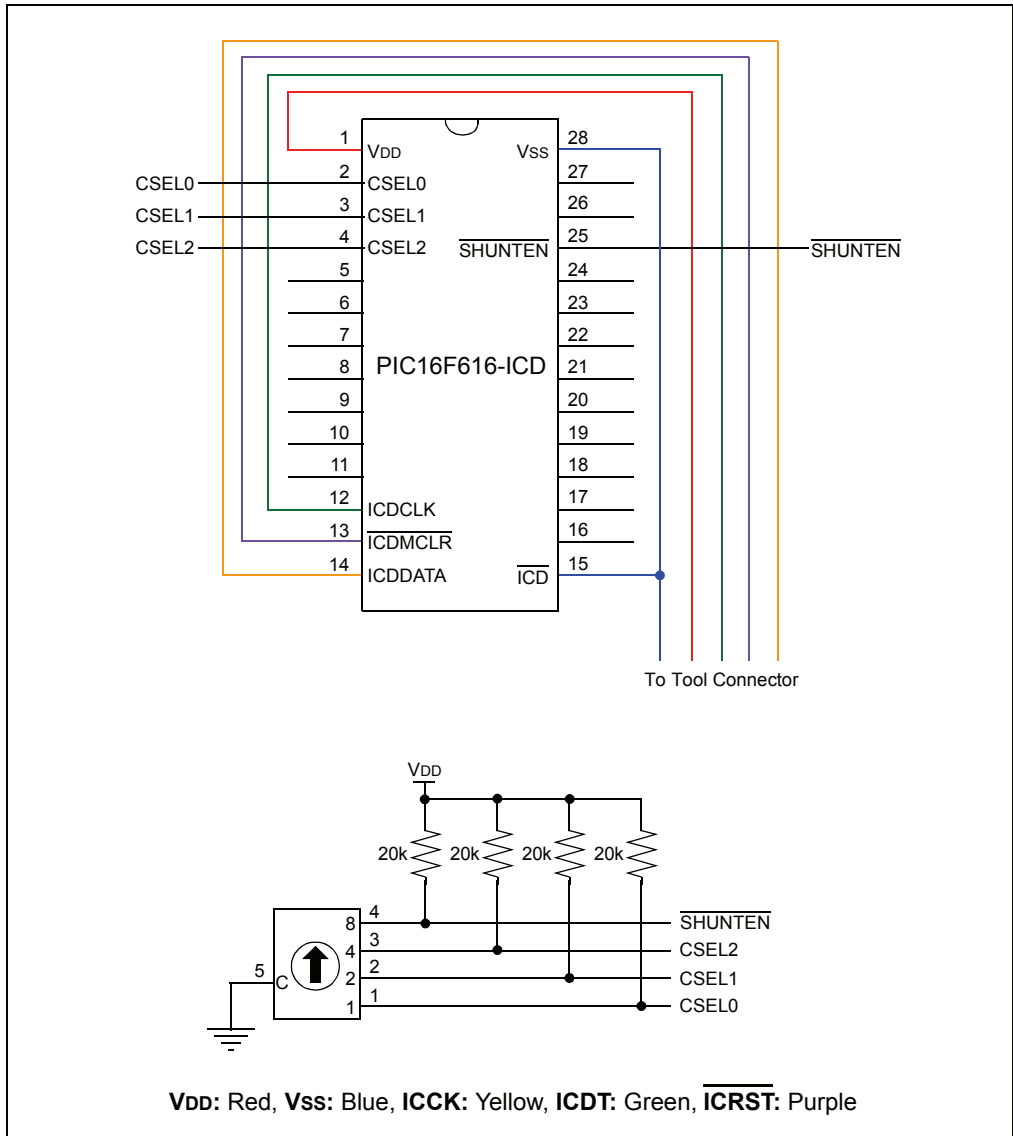 1 VDD VSS 28
CSEL0 2 CSEL0 27
CSEL1 3 CSEL1 26
CSEL2 4 CSEL2 SHUNTEN 25 SHUNTEN
5 24
6 23
7 22
8 PIC16F616-ICD 21
9 20
10 19
11 18
12 ICDCLK 17
13 ICDMCLR 16
14 ICDDATA ICD 15
To Tool Connector
VDD
20k 20k 20k 20k
8 4 SHUNTEN
4 3 CSEL2
5 C 2 2 CSEL1
1 1 CSEL0
VDD: Red, VSS: Blue, ICCK: Yellow, ICDT: Green, ICRST: Purple